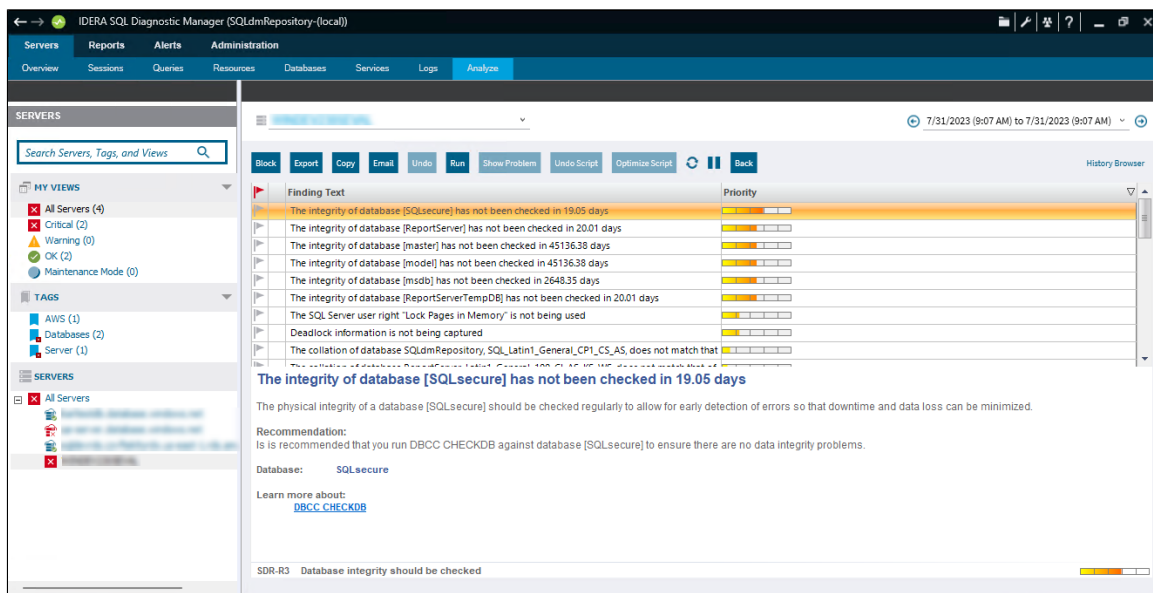 IDERA SQL Diagnostic Manager (SQLdmRepository-(local))
Servers Reports Alerts Administration
Overview Sessions Queries Resources Databases Services Logs Analyze
SERVERS
Search Servers, Tags, and Views
MY VIEWS
All Servers (4)
Critical (2)
Warning (0)
OK (2)
Maintenance Mode (0)
TAGS
AWS (1)
Databases (2)
Server (1)
SERVERS
All Servers
7/31/2023 (9:07 AM) to 7/31/2023 (9:07 AM)
Block Export Copy Email Undo Run Show Problem Undo Script Optimize Script Back History Browser
Finding Text Priority
The integrity of database [SQLsecure] has not been checked in 19.05 days
The integrity of database [ReportServer] has not been checked in 20.01 days
The integrity of database [master] has not been checked in 45136.38 days
The integrity of database [model] has not been checked in 45136.38 days
The integrity of database [msdb] has not been checked in 2648.35 days
The integrity of database [ReportServerTempDB] has not been checked in 20.01 days
The SQL Server user right "Lock Pages in Memory" is not being used
Deadlock information is not being captured
The collation of database SQLdmRepository, SQL_Latin1_General_CP1_CS_AS, does not match that
The integrity of database [SQLsecure] has not been checked in 19.05 days
The physical integrity of a database [SQLsecure] should be checked regularly to allow for early detection of errors so that downtime and data loss can be minimized.
Recommendation:
Is is recommended that you run DBCC CHECKDB against database [SQLsecure] to ensure there are no data integrity problems.
Database: SQLsecure
Learn more about:
DBCC CHECKDB
SDR-R3 Database integrity should be checked